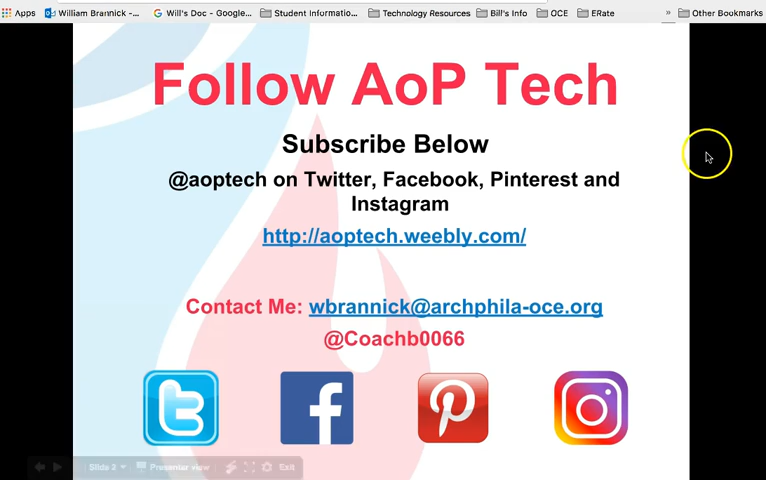 Apps William Brannick -... Will's Doc - Google... Student Informatio... Technology Resources Bill's Info OCE ERate » Other Bookmarks
Follow AoP Tech
Subscribe Below
@aoptech on Twitter, Facebook, Pinterest and
Instagram
http://aoptech.weebly.com/
Contact Me: wbrannick@archphila-oce.org
@Coachb0066
Slide 2 Presenter view Exit